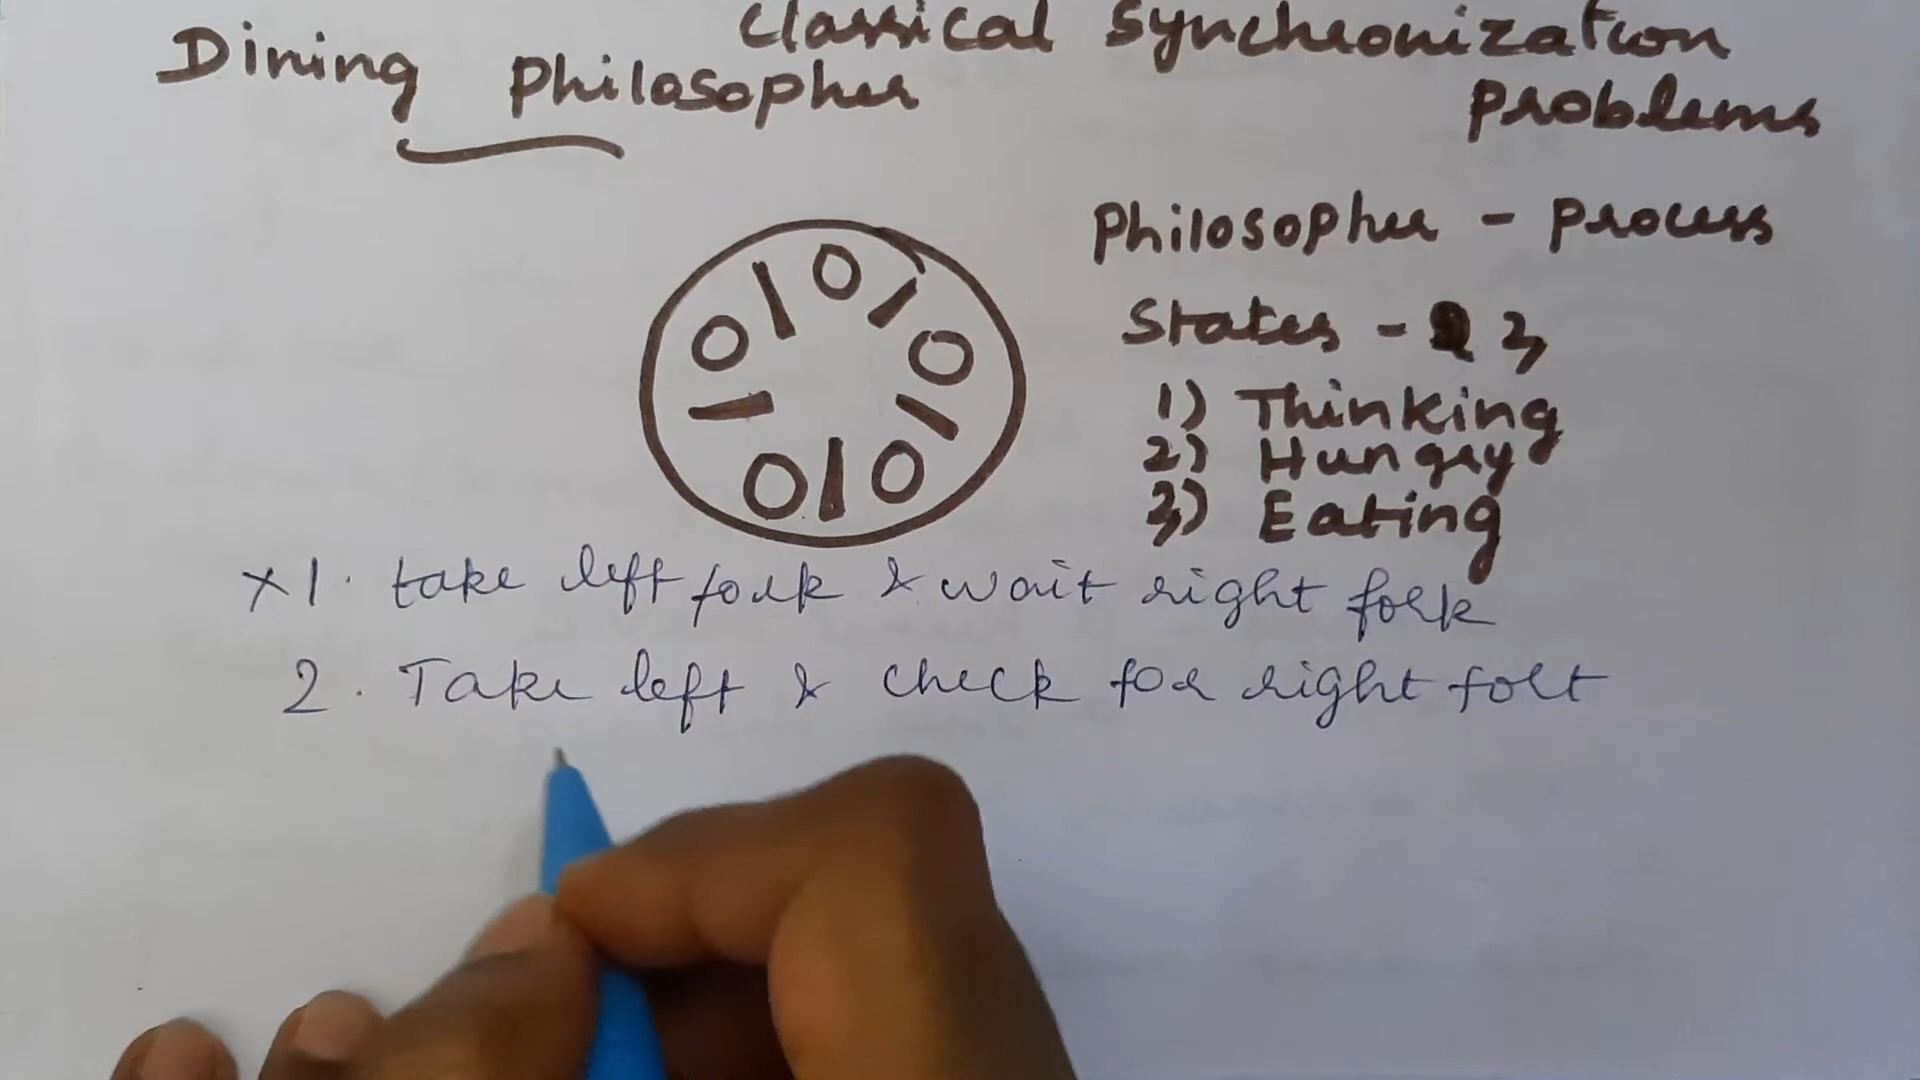 Classical Synchronization
Dining Philosopher
Problems
Philosopher - Process
States - 3
1) Thinking
2) Hungry
3) Eating
x 1. take left fork & wait right fork
2. Take left & check for right fort